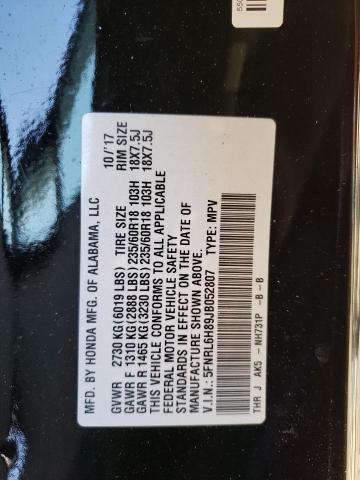 MFD. BY HONDA MFG. OF ALABAMA, LLC 10/'17
GVWR 2730 KG(6019 LBS) TIRE SIZE RIM SIZE
GAWR F 1310 KG(2888 LBS) 235/60R18 103H 18X7.5J
GAWR R 1465 KG(3230 LBS) 235/60R18 103H 18X7.5J
THIS VEHICLE CONFORMS TO ALL APPLICABLE
FEDERAL MOTOR VEHICLE SAFETY
STANDARDS IN EFFECT ON THE DATE OF
MANUFACTURE SHOWN ABOVE.
V.I.N.: 5FNRL6H89JB052807 TYPE: MPV
THR J AK5 -NH731P -B -B